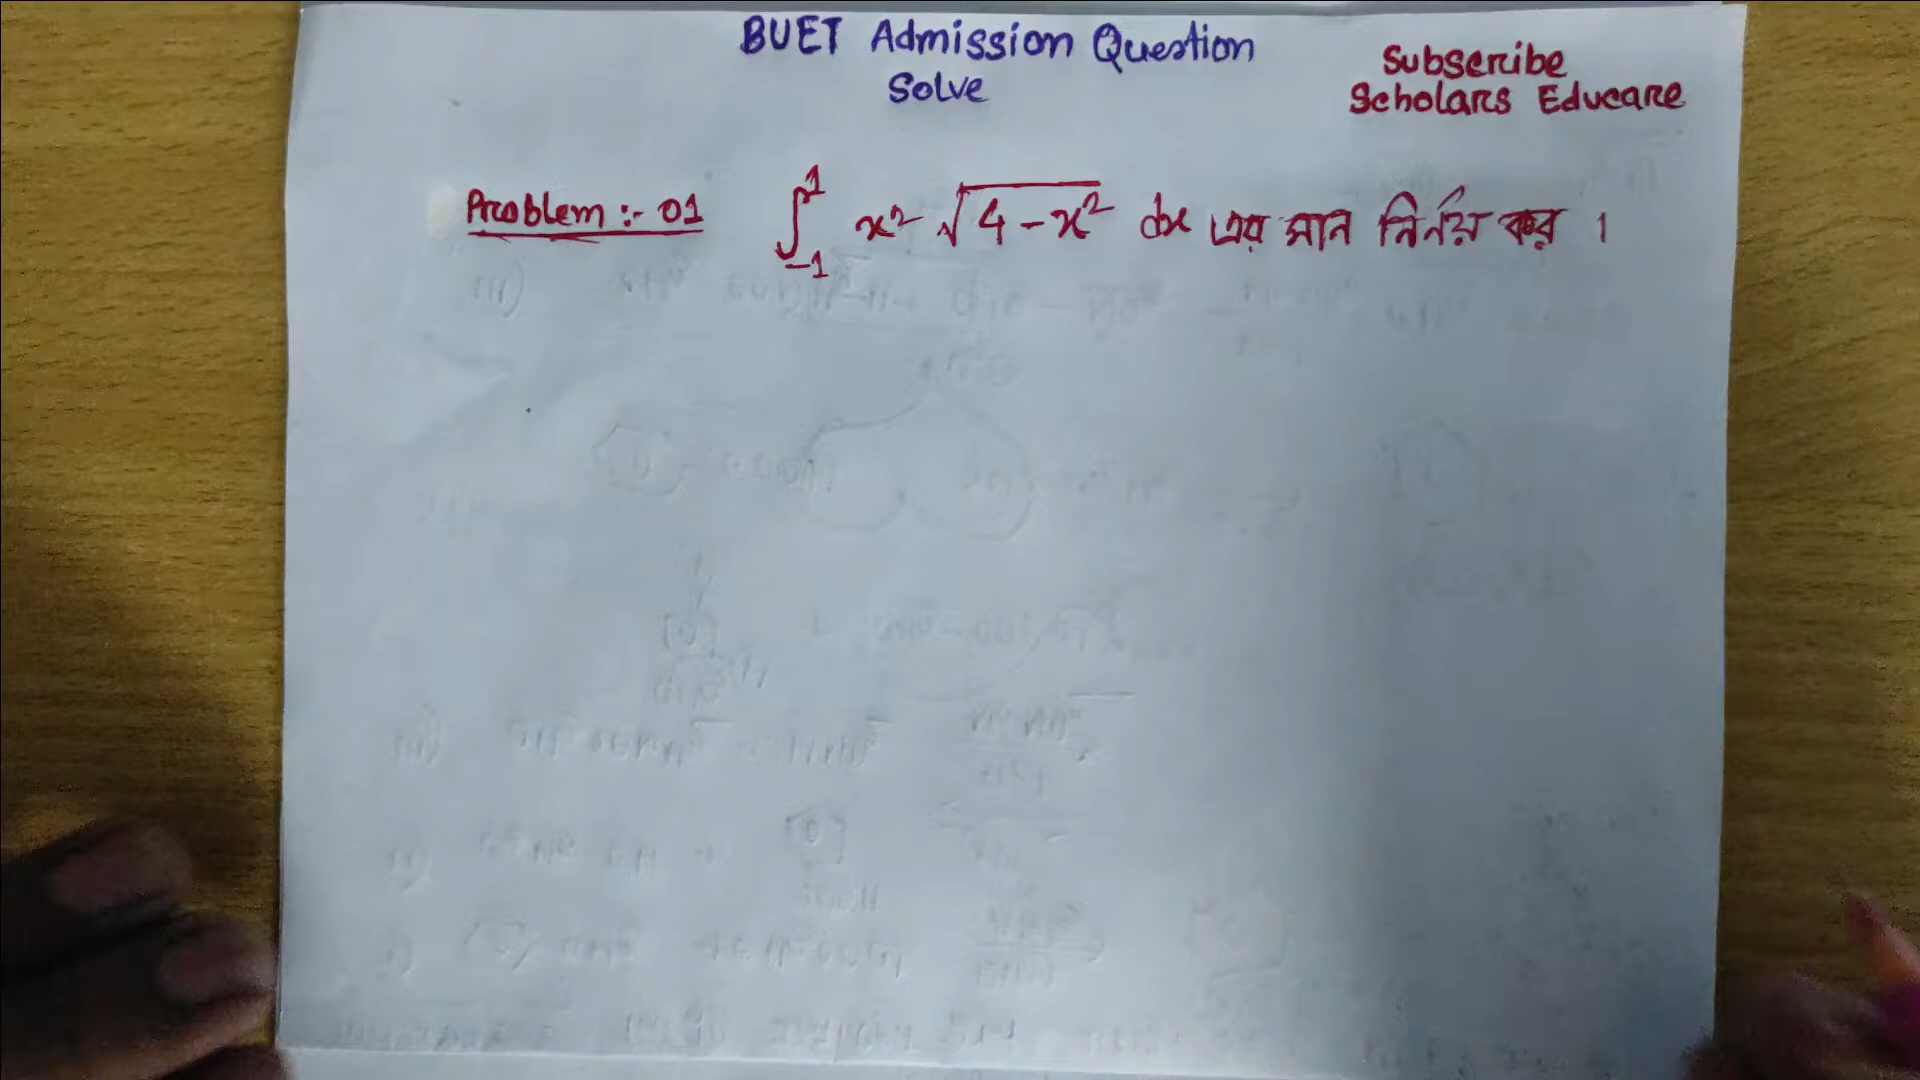 BUET Admission Question
Solve
Subscribe
Scholars Educare
Problem :- 01 ∫₋₁¹ x² √(4-x²) dx এর মান নির্ণয় কর ।